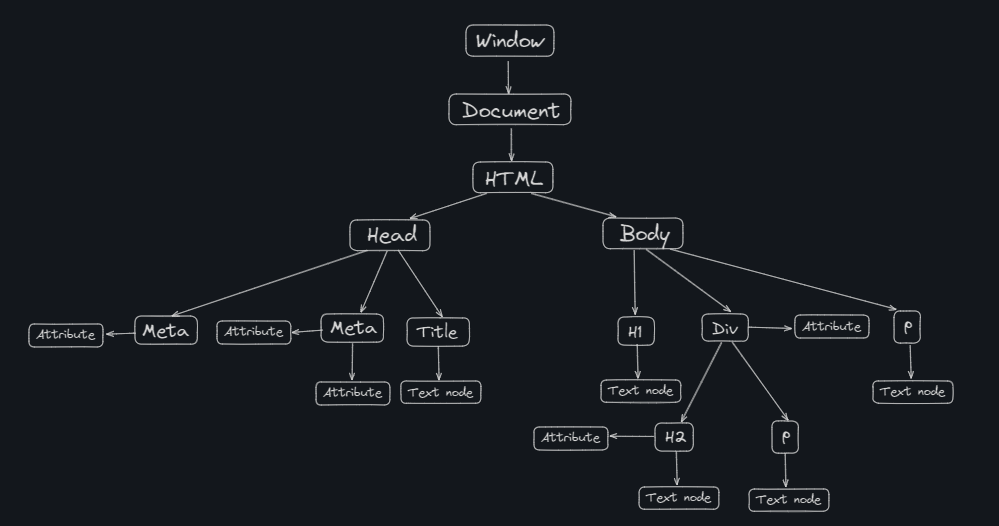 Window
Document
HTML
Head
Body
Attribute
Meta
Attribute
Meta
Title
H1
Div
Attribute
P
Attribute
Text node
Text node
Text node
Attribute
H2
P
Text node
Text node